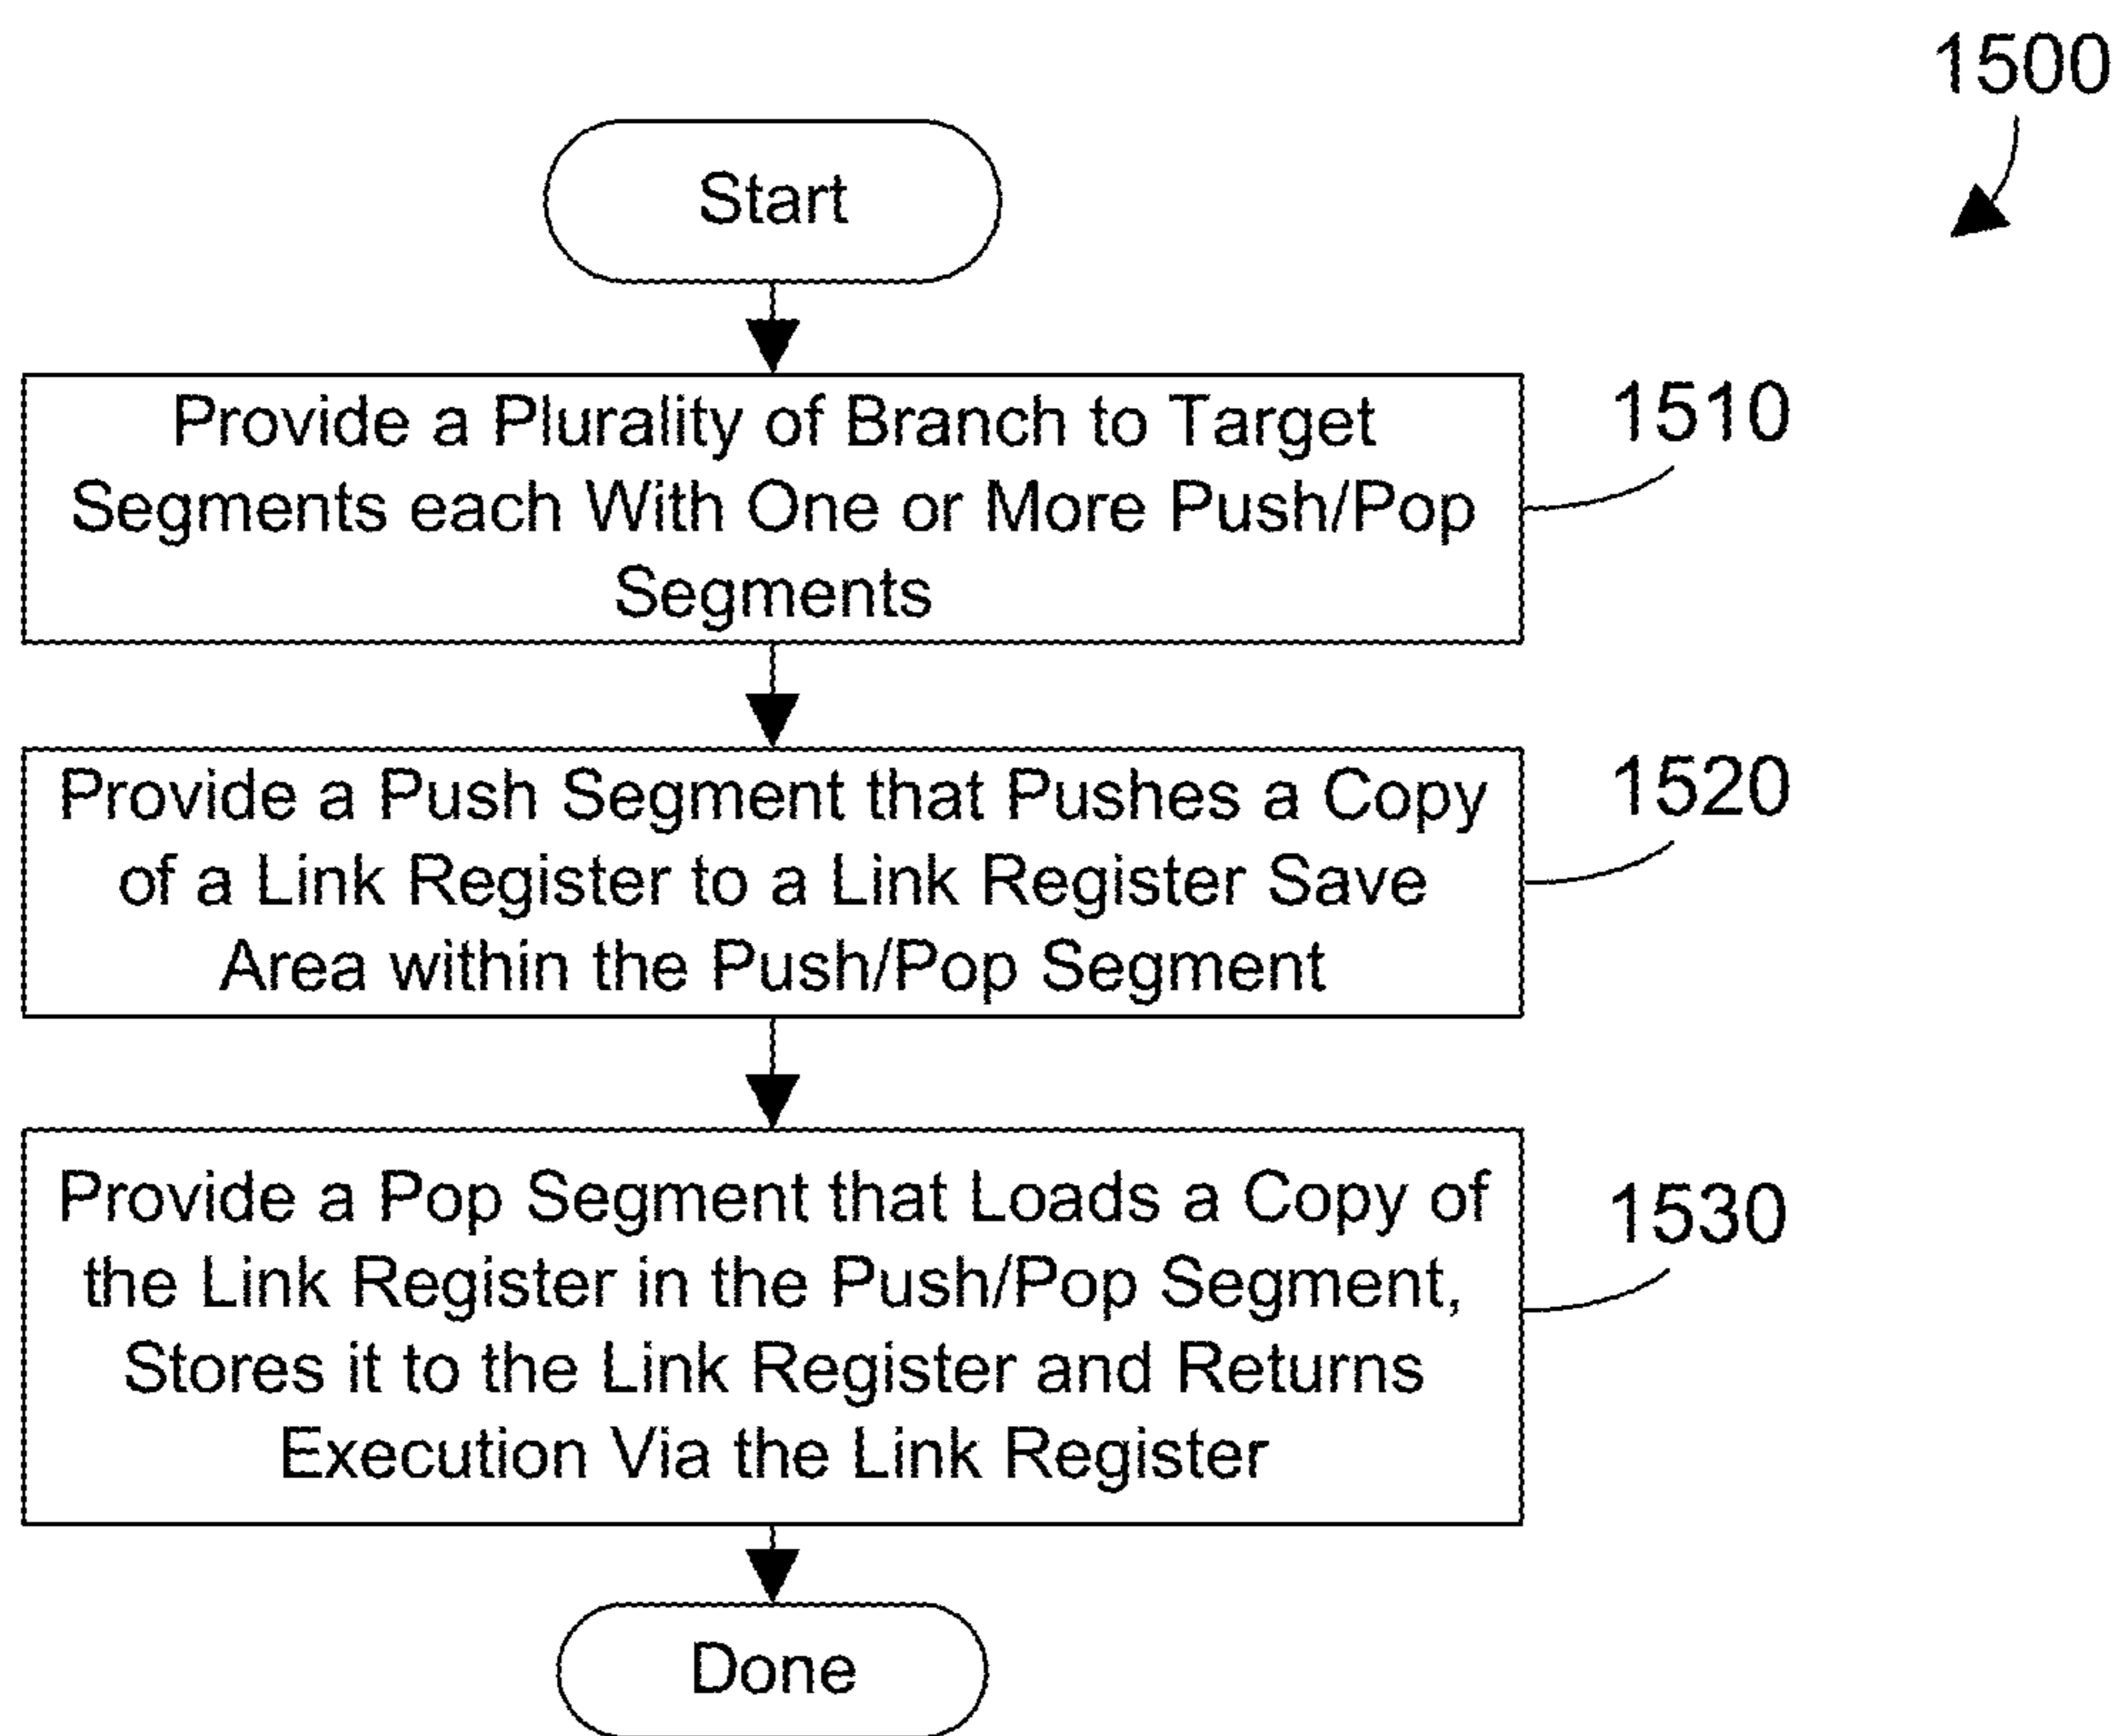 1500
Start
Provide a Plurality of Branch to Target
Segments each With One or More Push/Pop
Segments
1510
Provide a Push Segment that Pushes a Copy
of a Link Register to a Link Register Save
Area within the Push/Pop Segment
1520
Provide a Pop Segment that Loads a Copy of
the Link Register in the Push/Pop Segment,
Stores it to the Link Register and Returns
Execution Via the Link Register
1530
Done